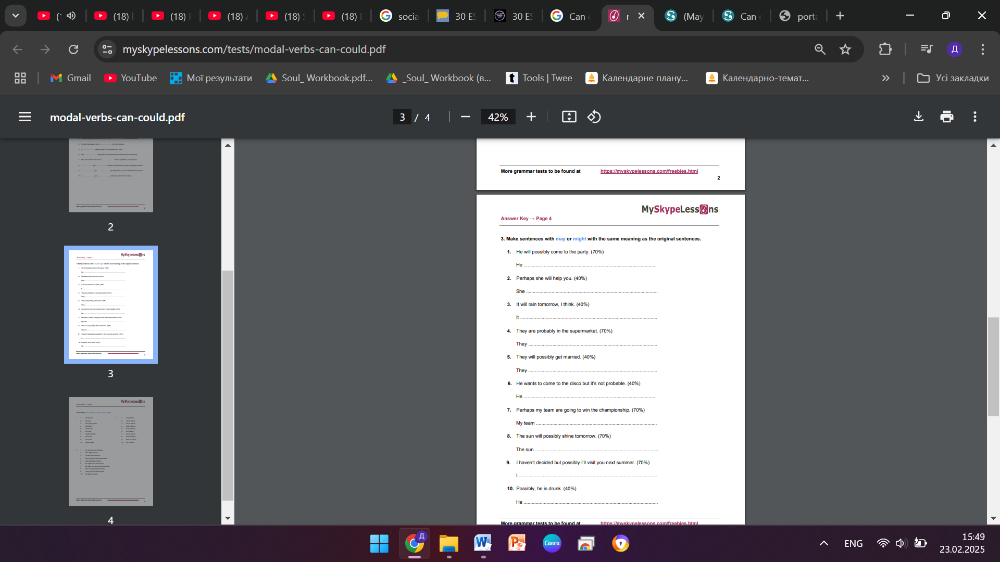 (18)
(18)
(18)
(18)
(18)
socia
30 ES
30 ES
Can
(May
Can
porta
myskypelessons.com/tests/modal-verbs-can-could.pdf
Д
Gmail
YouTube
Мої результати
Soul_ Workbook.pdf...
_Soul_ Workbook (в...
Tools | Twee
Календарне плану...
Календарно-темат...
Усі закладки
modal-verbs-can-could.pdf
3 / 4
42%
2
3
4
More grammar tests to be found at https://myskypelessons.com/freebies.html
2
MySkypeLessons
Answer Key → Page 4
3. Make sentences with may or might with the same meaning as the original sentences.
1. He will possibly come to the party. (70%)
He ....................................................................................................
2. Perhaps she will help you. (40%)
She ....................................................................................................
3. It will rain tomorrow, I think. (40%)
It ....................................................................................................
4. They are probably in the supermarket. (70%)
They ....................................................................................................
5. They will possibly get married. (40%)
They ....................................................................................................
6. He wants to come to the disco but it's not probable. (40%)
He ....................................................................................................
7. Perhaps my team are going to win the championship. (70%)
My team ....................................................................................................
8. The sun will possibly shine tomorrow. (70%)
The sun ....................................................................................................
9. I haven't decided but possibly I'll visit you next summer. (70%)
I ....................................................................................................
10. Possibly, he is drunk. (40%)
He ....................................................................................................
More grammar tests to be found at https://myskypelessons.com/freebies.html
Д
Canva
ENG
15:49
23.02.2025